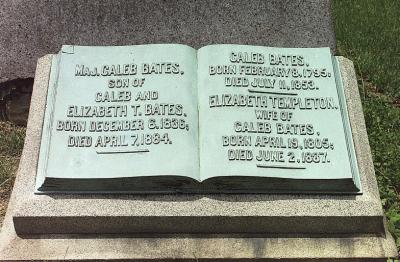 MAJ. CALEB BATES,
SON OF
CALEB AND
ELIZABETH T. BATES,
BORN DECEMBER 6, 1836;
DIED APRIL 7, 1884.
CALEB BATES,
BORN FEBRUARY 8, 1795,
DIED JULY 11, 1853.
ELIZABETH TEMPLETON.
WIFE OF
CALEB BATES,
BORN APRIL 19, 1805;
DIED JUNE 2, 1887.